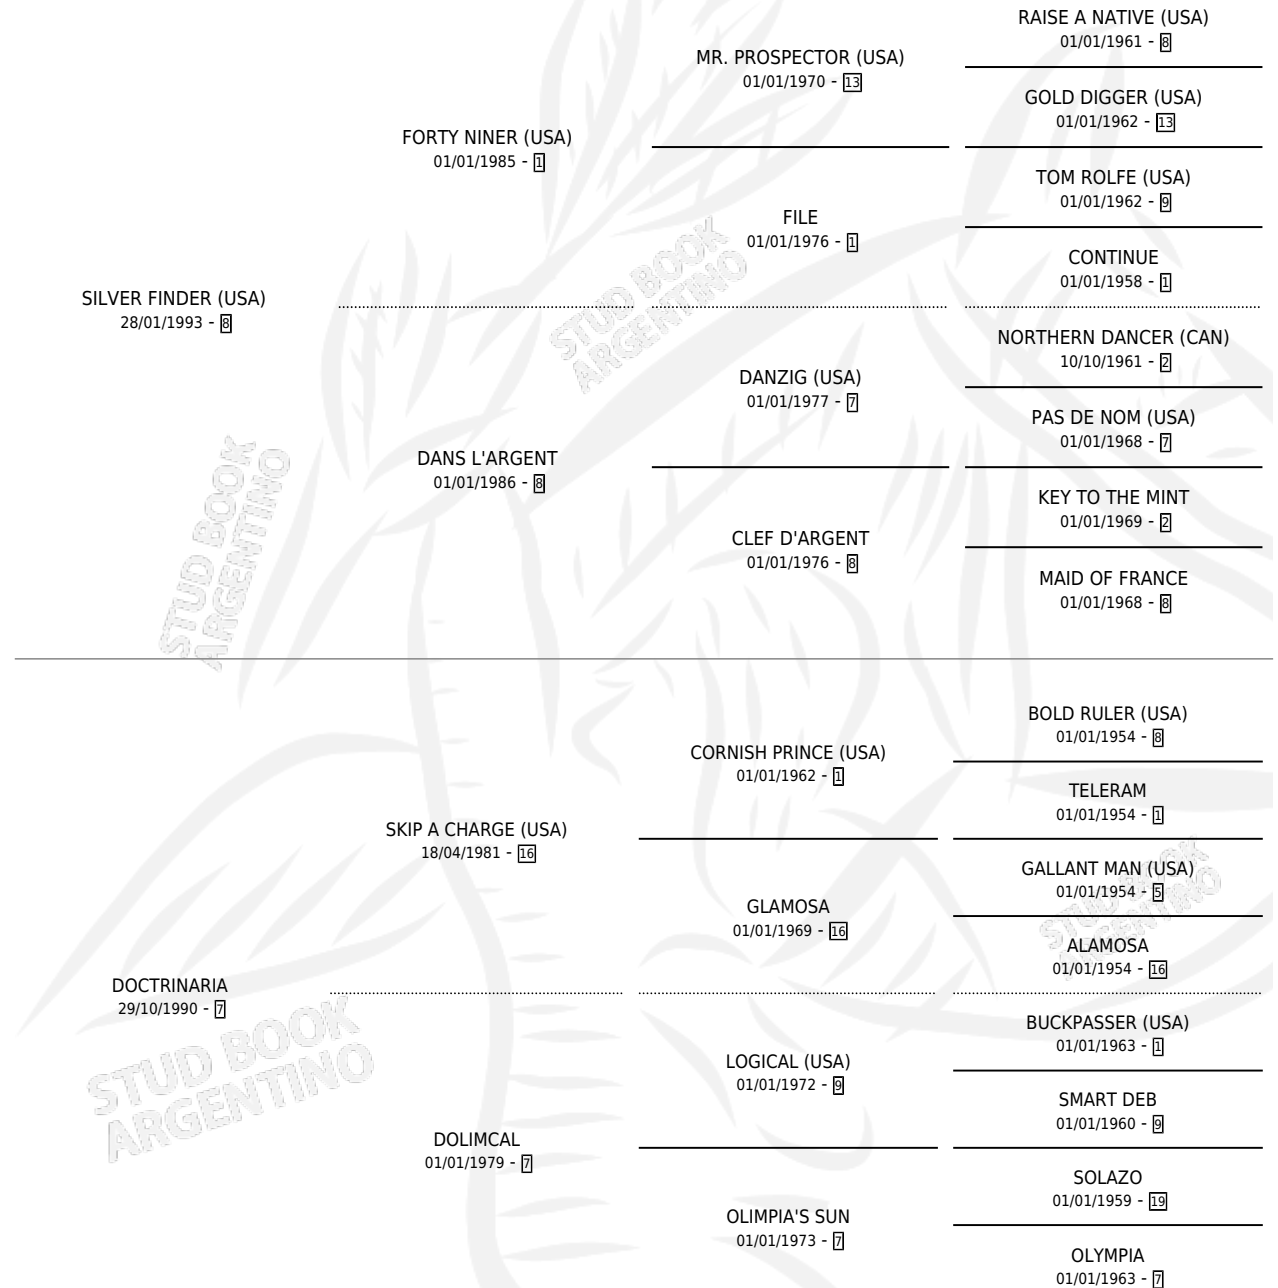 RAISE A NATIVE (USA)
01/01/1961 - 8
MR. PROSPECTOR (USA)
01/01/1970 - 13
GOLD DIGGER (USA)
01/01/1962 - 13
FORTY NINER (USA)
01/01/1985 - 1
TOM ROLFE (USA)
01/01/1962 - 9
FILE
01/01/1976 - 1
CONTINUE
01/01/1958 - 1
SILVER FINDER (USA)
28/01/1993 - 8
NORTHERN DANCER (CAN)
10/10/1961 - 2
DANZIG (USA)
01/01/1977 - 7
PAS DE NOM (USA)
01/01/1968 - 7
DANS L'ARGENT
01/01/1986 - 8
KEY TO THE MINT
01/01/1969 - 2
CLEF D'ARGENT
01/01/1976 - 8
MAID OF FRANCE
01/01/1968 - 8
BOLD RULER (USA)
01/01/1954 - 8
CORNISH PRINCE (USA)
01/01/1962 - 1
TELERAM
01/01/1954 - 1
SKIP A CHARGE (USA)
18/04/1981 - 16
GALLANT MAN (USA)
01/01/1954 - 5
GLAMOSA
01/01/1969 - 16
ALAMOSA
01/01/1954 - 16
DOCTRINARIA
29/10/1990 - 7
BUCKPASSER (USA)
01/01/1963 - 1
LOGICAL (USA)
01/01/1972 - 9
SMART DEB
01/01/1960 - 9
DOLIMCAL
01/01/1979 - 7
SOLAZO
01/01/1959 - 19
OLIMPIA'S SUN
01/01/1973 - 7
OLYMPIA
01/01/1963 - 7
STUD BOOK
ARGENTINO
STUD BOOK
ARGENTINO
STUD BOOK
ARGENTINO
STUD BOOK
ARGENTINO